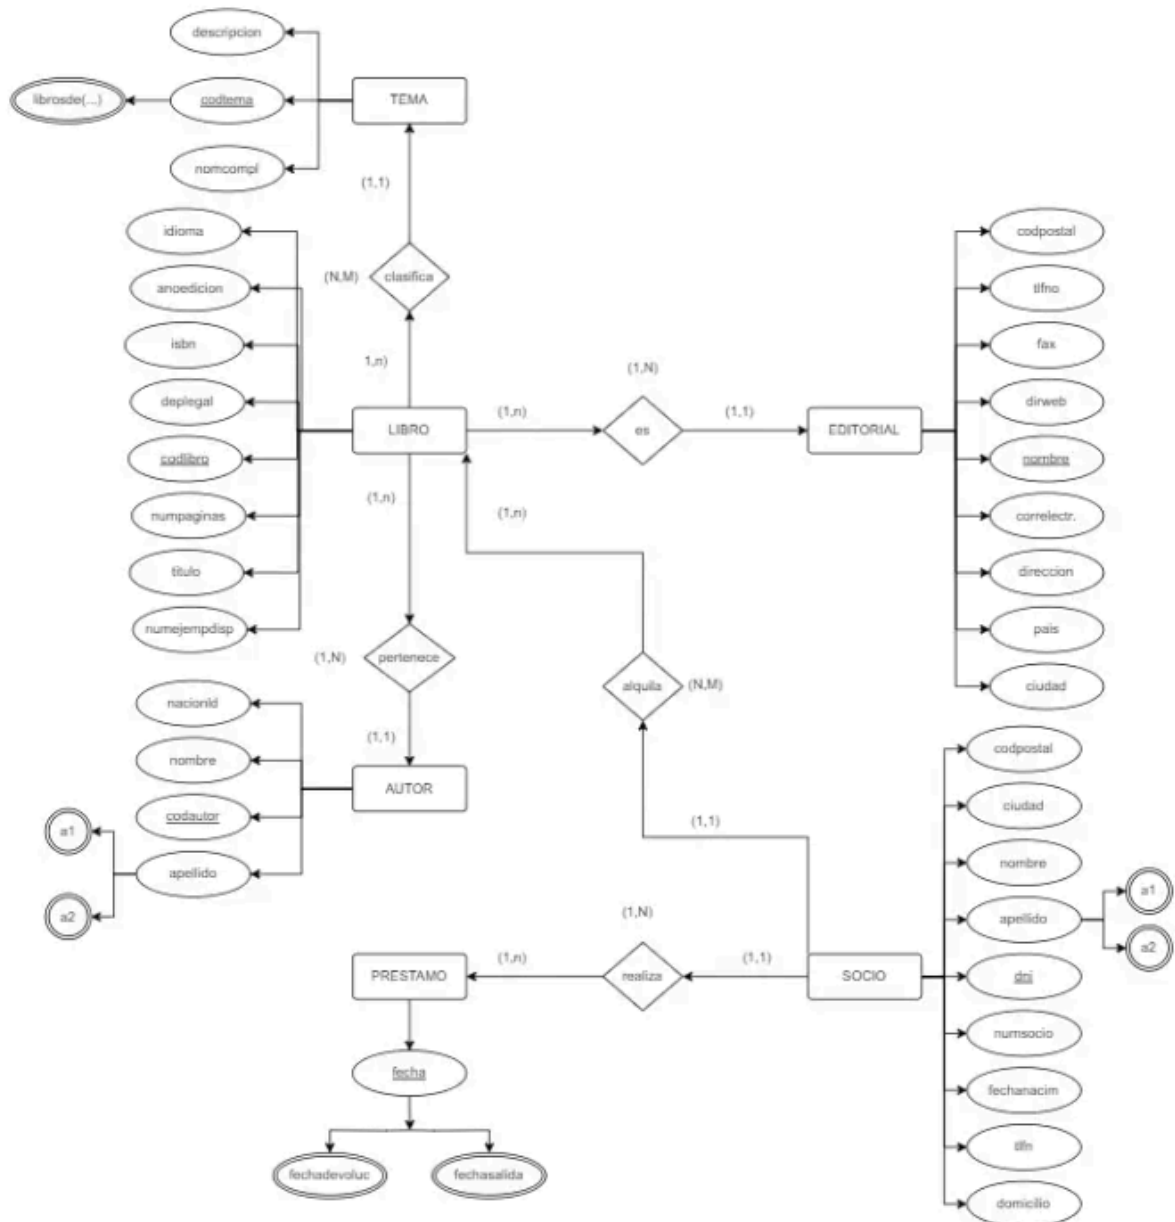 descripcion
librosde(...)
codtema
TEMA
nomcompl
(1,1)
idioma
codpostal
(N,M)
clasifica
anoedicion
tlfno
isbn
fax
1,n)
(1,N)
deplegal
dirweb
LIBRO
(1,n)
es
(1,1)
EDITORIAL
codlibro
nombre
(1,n)
(1,n)
numpaginas
correlectr.
titulo
direccion
numejempdisp
pais
(1,N)
pertenece
alquila
(N,M)
ciudad
nacionld
(1,1)
codpostal
nombre
AUTOR
ciudad
codautor
(1,1)
a1
nombre
apellido
a1
a2
(1,N)
apellido
a2
PRESTAMO
(1,n)
realiza
(1,1)
SOCIO
dni
numsocio
fecha
fechanacim
fechadevoluc
fechasalida
tlfn
domicilio